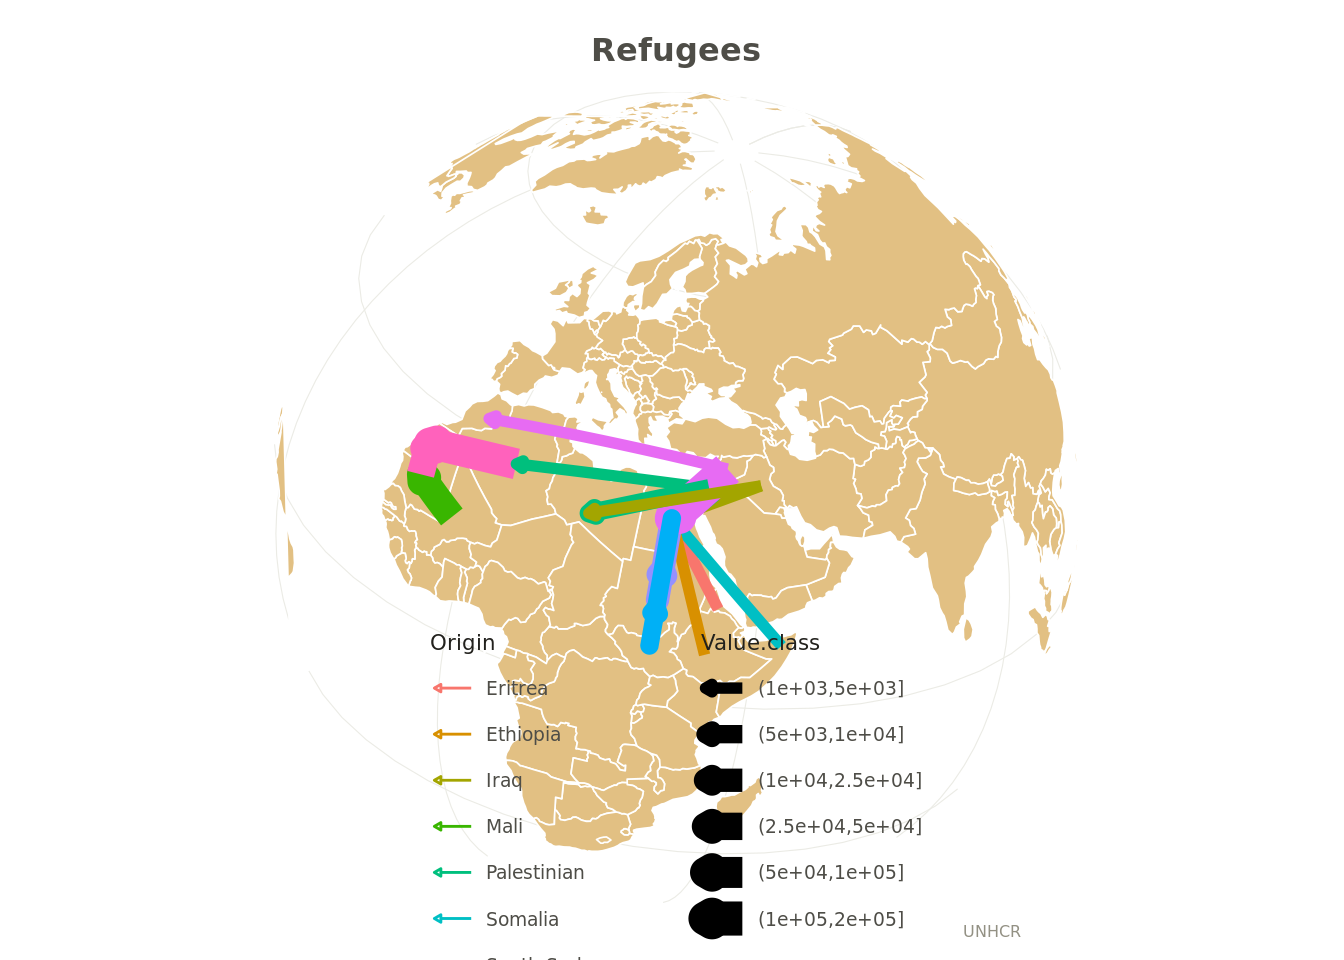 Refugees
Origin
Eritrea
Ethiopia
Iraq
Mali
Palestinian
Somalia
Value.class
(1e+03,5e+03]
(5e+03,1e+04]
(1e+04,2.5e+04]
(2.5e+04,5e+04]
(5e+04,1e+05]
(1e+05,2e+05]
UNHCR